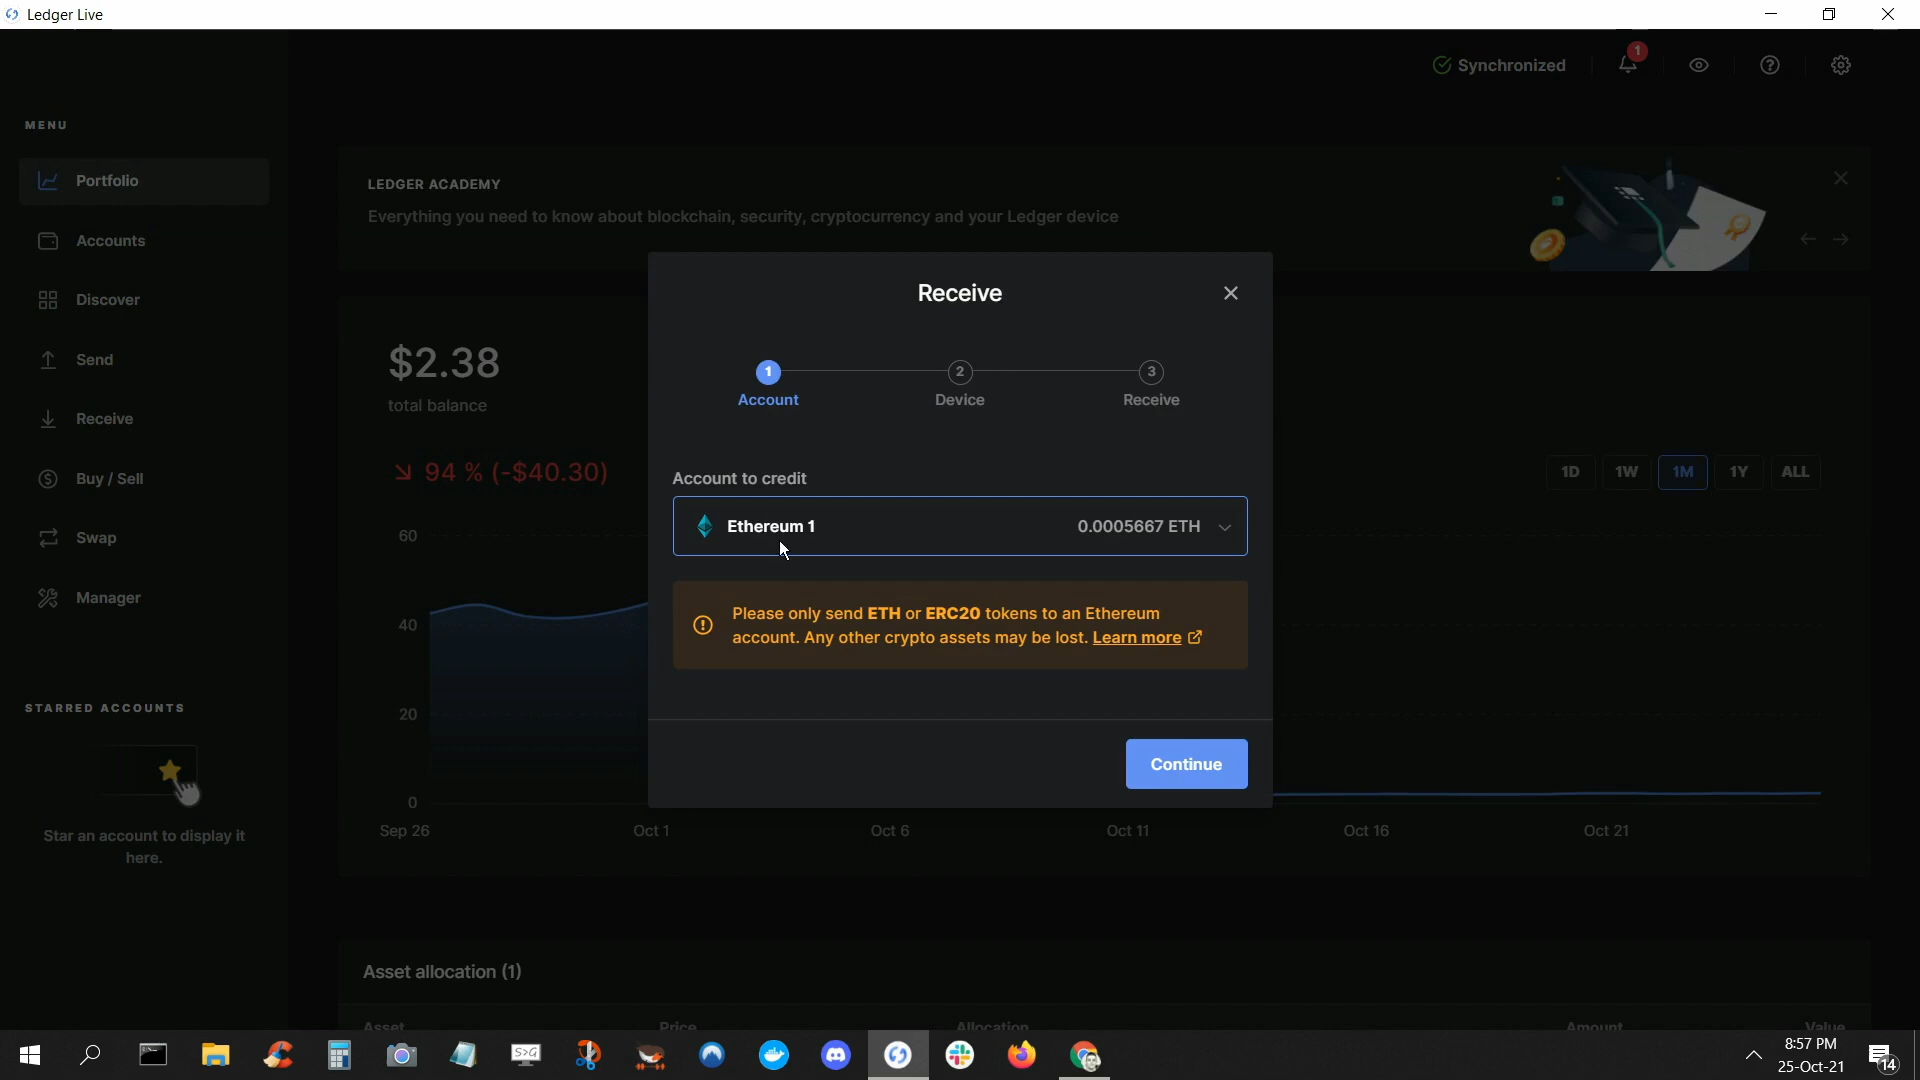 Ledger Live
Synchronized
1
MENU
Portfolio
Accounts
Discover
Send
Receive
Buy / Sell
Swap
Manager
STARRED ACCOUNTS
Star an account to display it
here.
LEDGER ACADEMY
Everything you need to know about blockchain, security, cryptocurrency and your Ledger device
$2.38
total balance
94 % (-$40.30)
1D 1W 1M 1Y ALL
60
40
20
0
Sep 26 Oct 1 Oct 6 Oct 11 Oct 16 Oct 21
Receive
1 2 3
Account Device Receive
Account to credit
Ethereum 1 0.0005667 ETH
Please only send ETH or ERC20 tokens to an Ethereum
account. Any other crypto assets may be lost. Learn more
Continue
Asset allocation (1)
Asset Price Allocation Amount Value
S>G
8:57 PM
25-Oct-21
14